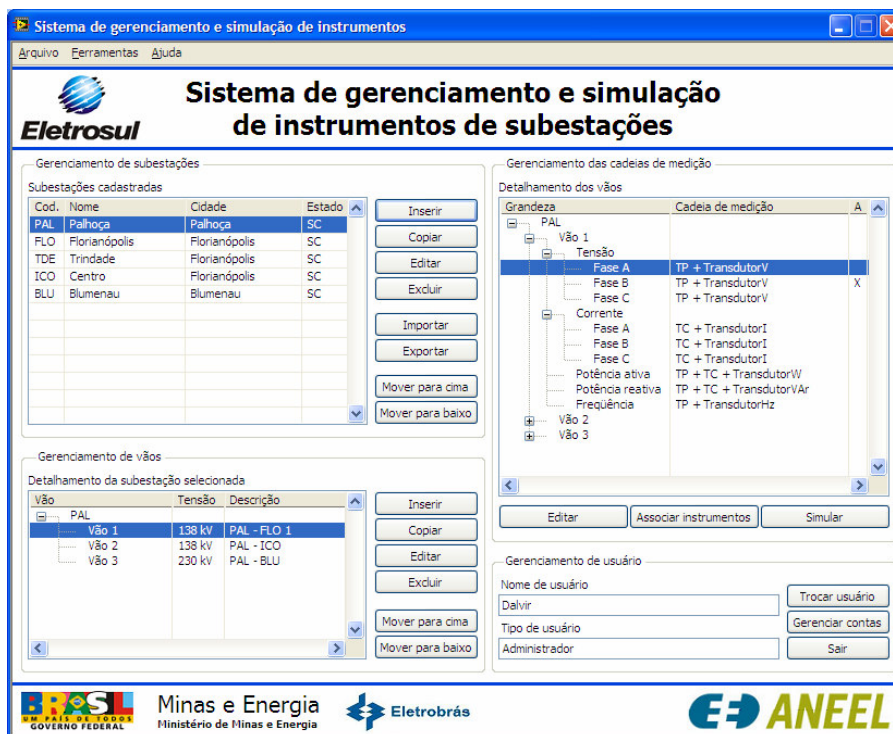 Sistema de gerenciamento e simulação de instrumentos
Arquivo Ferramentas Ajuda
Eletrosul
Sistema de gerenciamento e simulação
de instrumentos de subestações
Gerenciamento de subestações
Subestações cadastradas
Cod. Nome Cidade Estado
PAL Palhoça Palhoça SC
FLO Florianópolis Florianópolis SC
TDE Trindade Florianópolis SC
ICO Centro Florianópolis SC
BLU Blumenau Blumenau SC
Inserir
Copiar
Editar
Excluir
Importar
Exportar
Mover para cima
Mover para baixo
Gerenciamento de vãos
Detalhamento da subestação selecionada
Vão Tensão Descrição
PAL
Vão 1 138 kV PAL - FLO 1
Vão 2 138 kV PAL - ICO
Vão 3 230 kV PAL - BLU
Inserir
Copiar
Editar
Excluir
Mover para cima
Mover para baixo
Gerenciamento das cadeias de medição
Detalhamento dos vãos
Grandeza Cadeia de medição A
PAL
Vão 1
Tensão
Fase A TP + TransdutorV
Fase B TP + TransdutorV X
Fase C TP + TransdutorV
Corrente
Fase A TC + TransdutorI
Fase B TC + TransdutorI
Fase C TC + TransdutorI
Potência ativa TP + TC + TransdutorW
Potência reativa TP + TC + TransdutorVAr
Freqüência TP + TransdutorHz
Vão 2
Vão 3
Editar Associar instrumentos Simular
Gerenciamento de usuário
Nome de usuário
Dalvir
Tipo de usuário
Administrador
Trocar usuário
Gerenciar contas
Sair
BRASIL
UM PAÍS DE TODOS
GOVERNO FEDERAL
Minas e Energia
Ministério de Minas e Energia
Eletrobrás
ANEEL